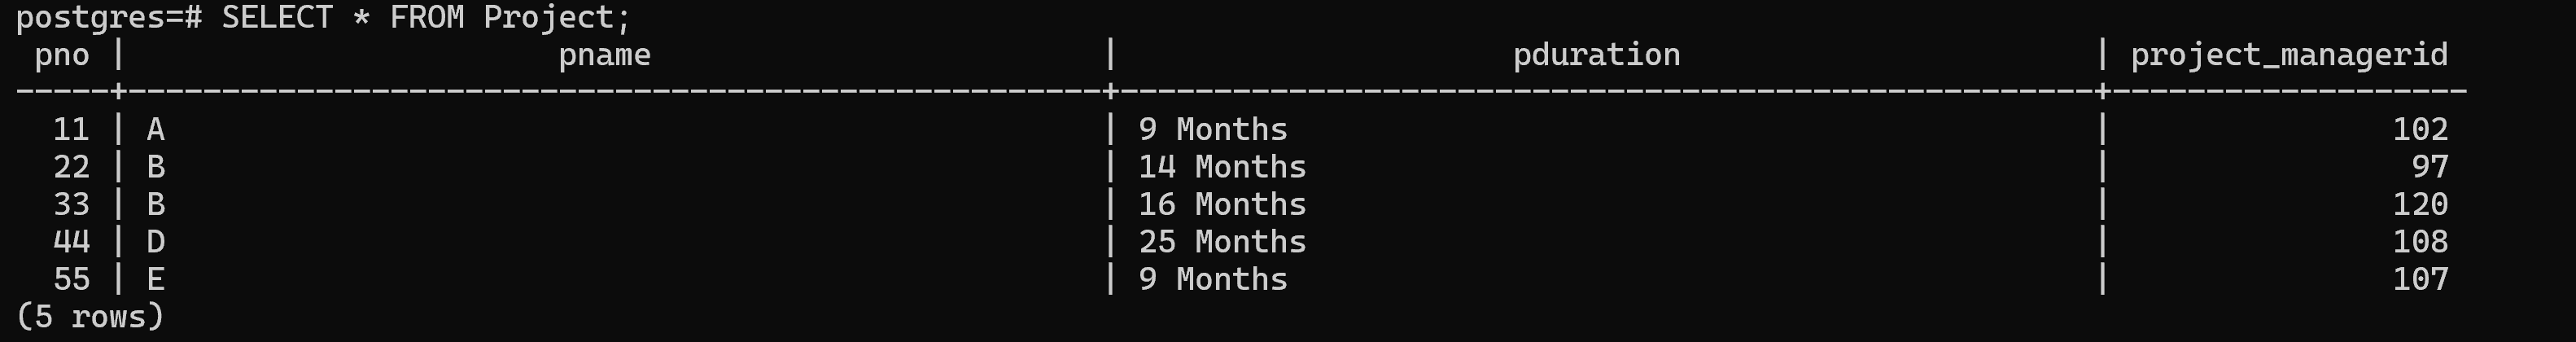 postgres=# SELECT * FROM Project;
 pno |                       pname                        |                     pduration                      | project_managerid
-----+----------------------------------------------------+----------------------------------------------------+-------------------
  11 | A                                                  | 9 Months                                           |               102
  22 | B                                                  | 14 Months                                          |                97
  33 | B                                                  | 16 Months                                          |               120
  44 | D                                                  | 25 Months                                          |               108
  55 | E                                                  | 9 Months                                           |               107
(5 rows)